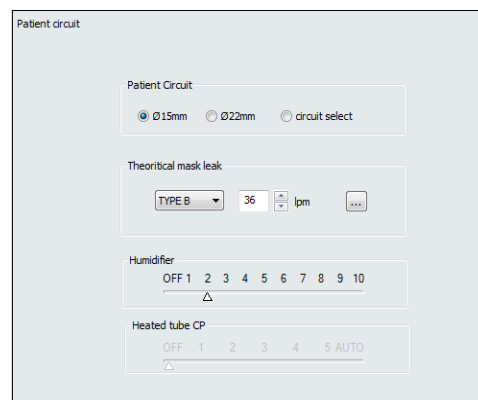 Patient circuit
Patient Circuit
Ø15mm Ø22mm circuit select
Theoritical mask leak
TYPE B 36 lpm ...
Humidifier
OFF 1 2 3 4 5 6 7 8 9 10
Heated tube CP
OFF 1 2 3 4 5 AUTO